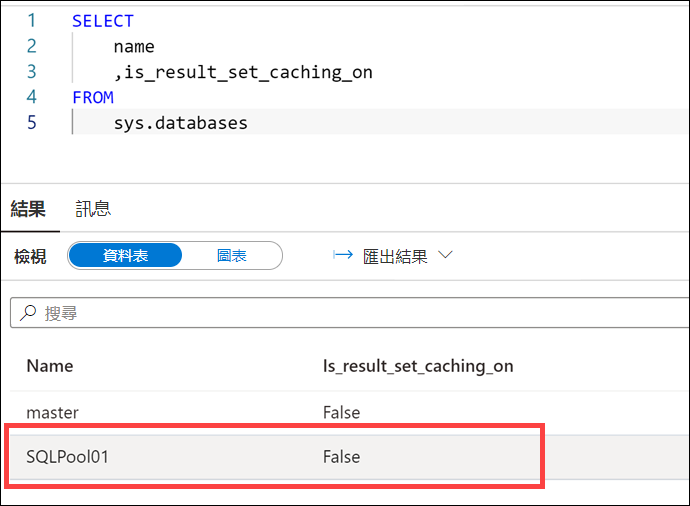 1 SELECT
2 name
3 ,is_result_set_caching_on
4 FROM
5 sys.databases
結果 訊息
檢視 資料表 圖表 匯出結果
搜尋
Name Is_result_set_caching_on
master False
SQLPool01 False